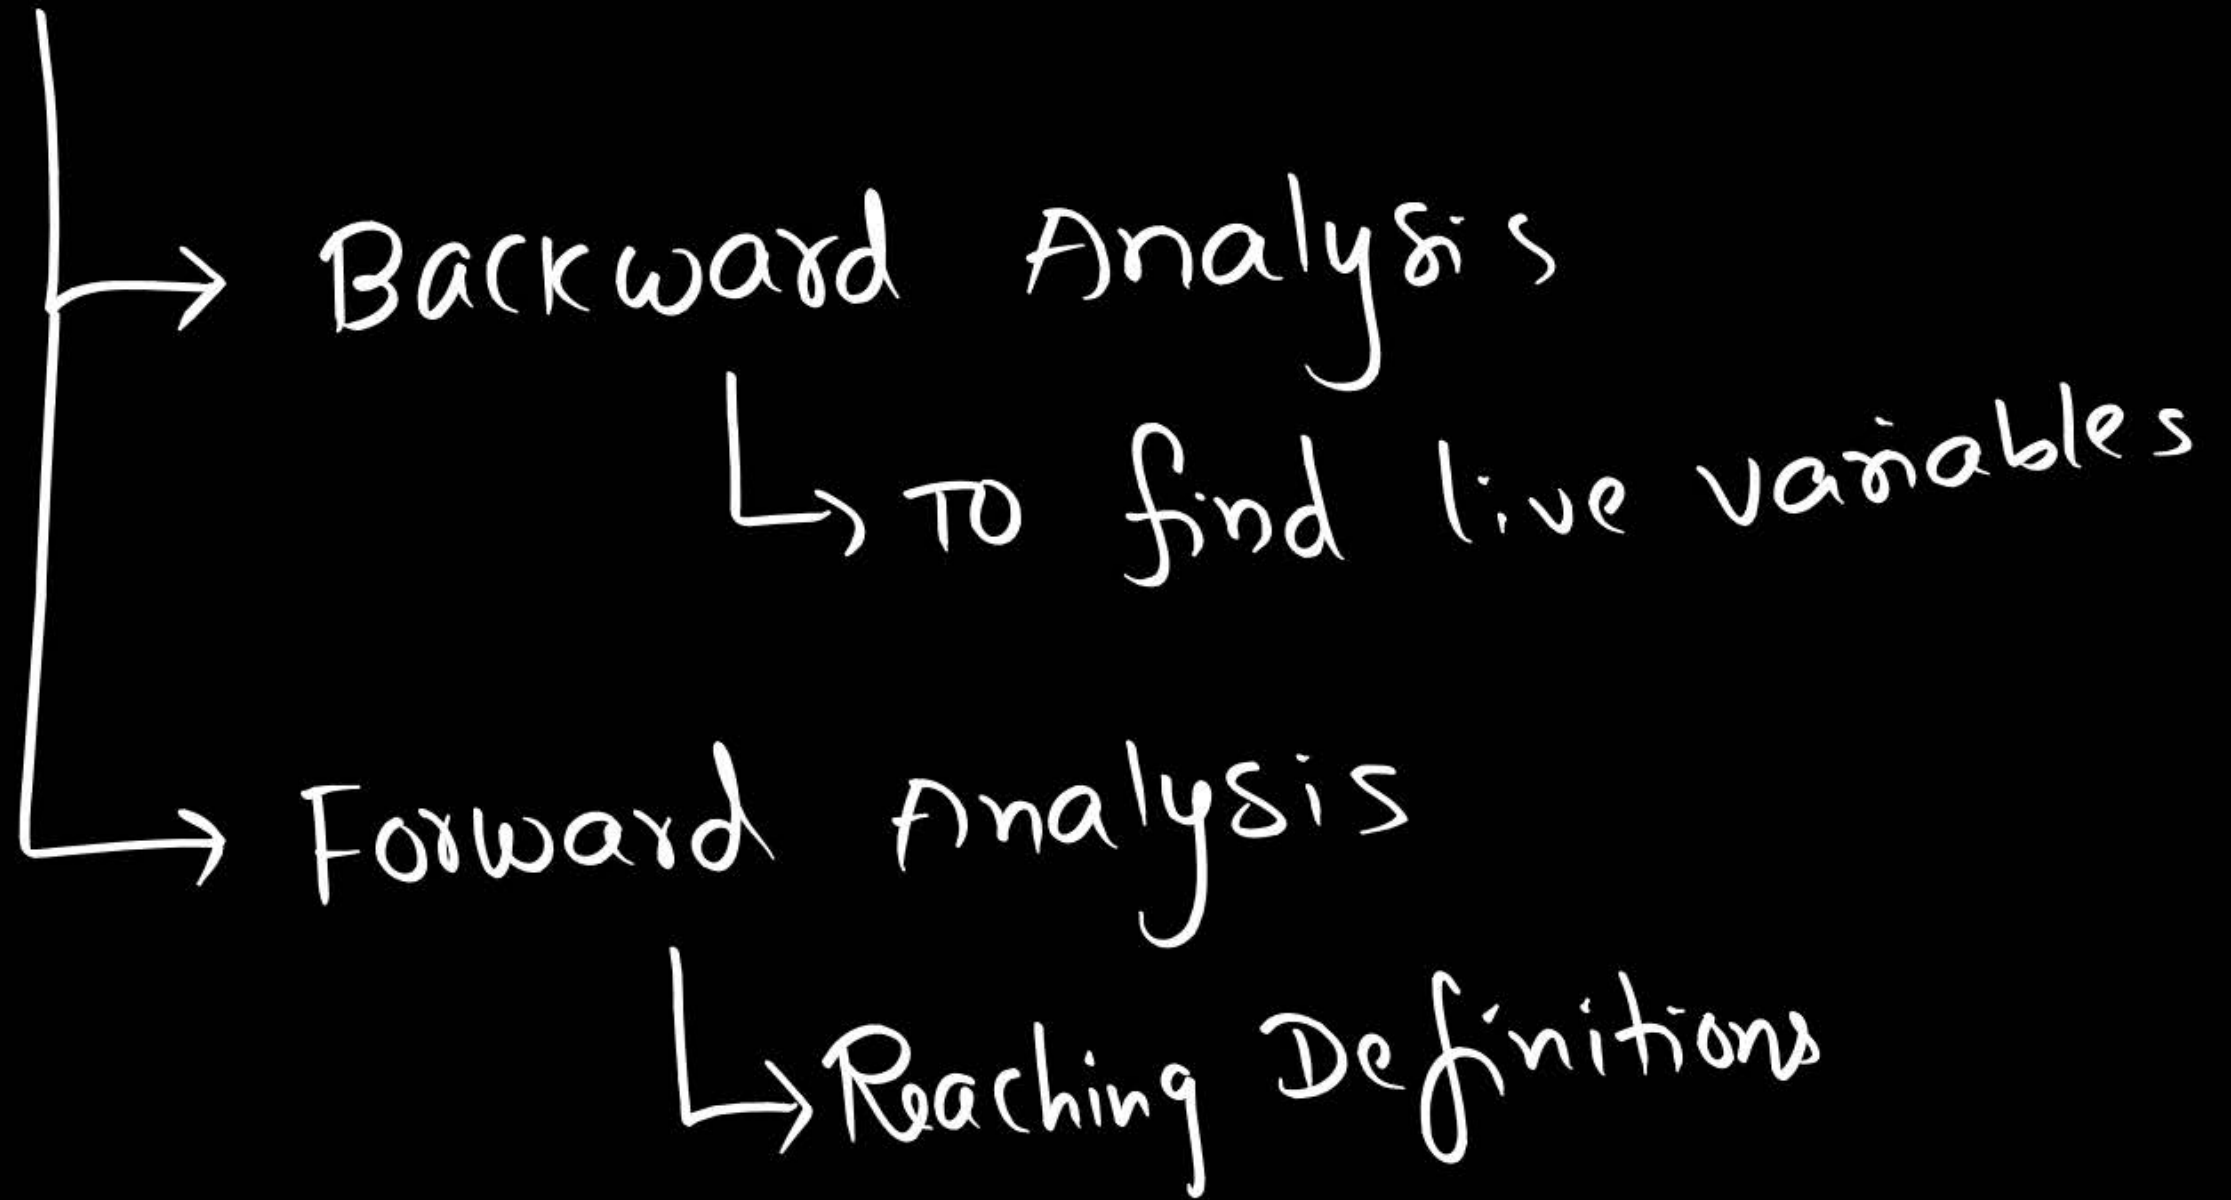 Backward Analysis
To find live variables
Forward Analysis
Reaching Definitions